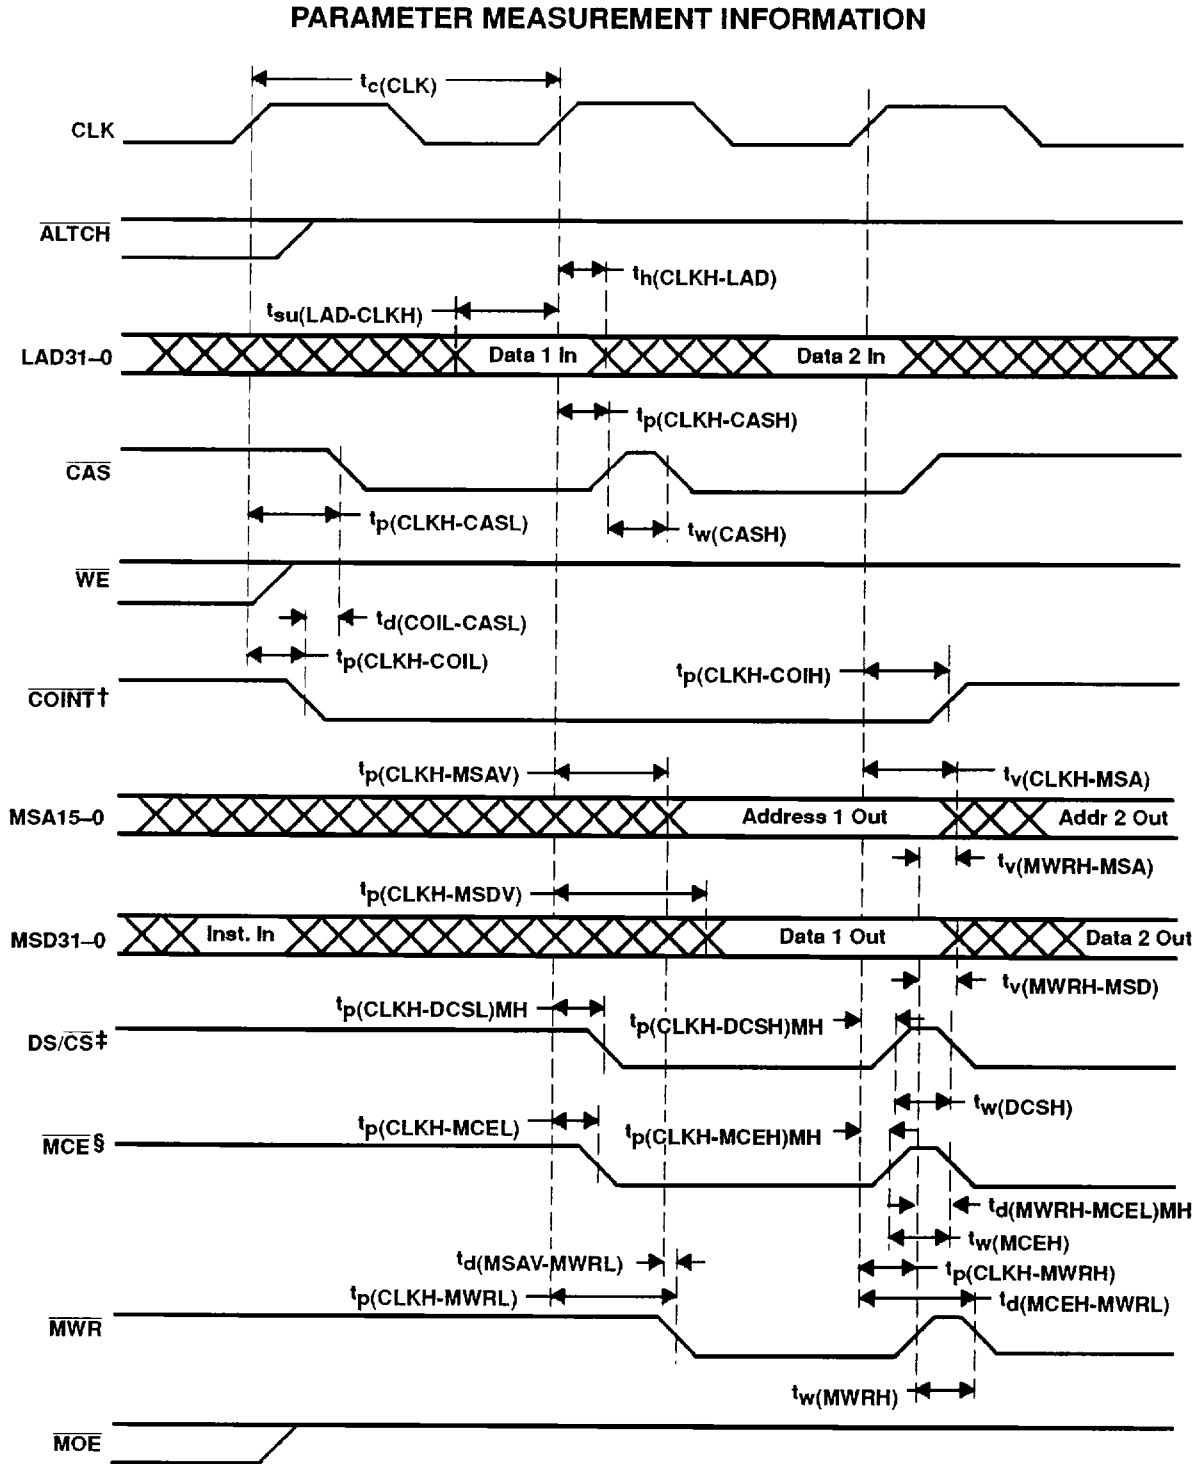 PARAMETER MEASUREMENT INFORMATION
tc(CLK)
CLK
ALTCH
th(CLKH-LAD)
tsu(LAD-CLKH)
LAD31–0
Data 1 In
Data 2 In
tp(CLKH-CASH)
CAS
tp(CLKH-CASL)
tw(CASH)
WE
td(COIL-CASL)
tp(CLKH-COIL)
tp(CLKH-COIH)
COINT†
tp(CLKH-MSAV)
tv(CLKH-MSA)
MSA15–0
Address 1 Out
Addr 2 Out
tv(MWRH-MSA)
tp(CLKH-MSDV)
MSD31–0
Inst. In
Data 1 Out
Data 2 Out
tv(MWRH-MSD)
tp(CLKH-DCSL)MH
tp(CLKH-DCSH)MH
DS/CS‡
tw(DCSH)
tp(CLKH-MCEL)
tp(CLKH-MCEH)MH
MCE§
td(MWRH-MCEL)MH
tw(MCEH)
td(MSAV-MWRL)
tp(CLKH-MWRH)
tp(CLKH-MWRL)
td(MCEH-MWRL)
MWR
tw(MWRH)
MOE